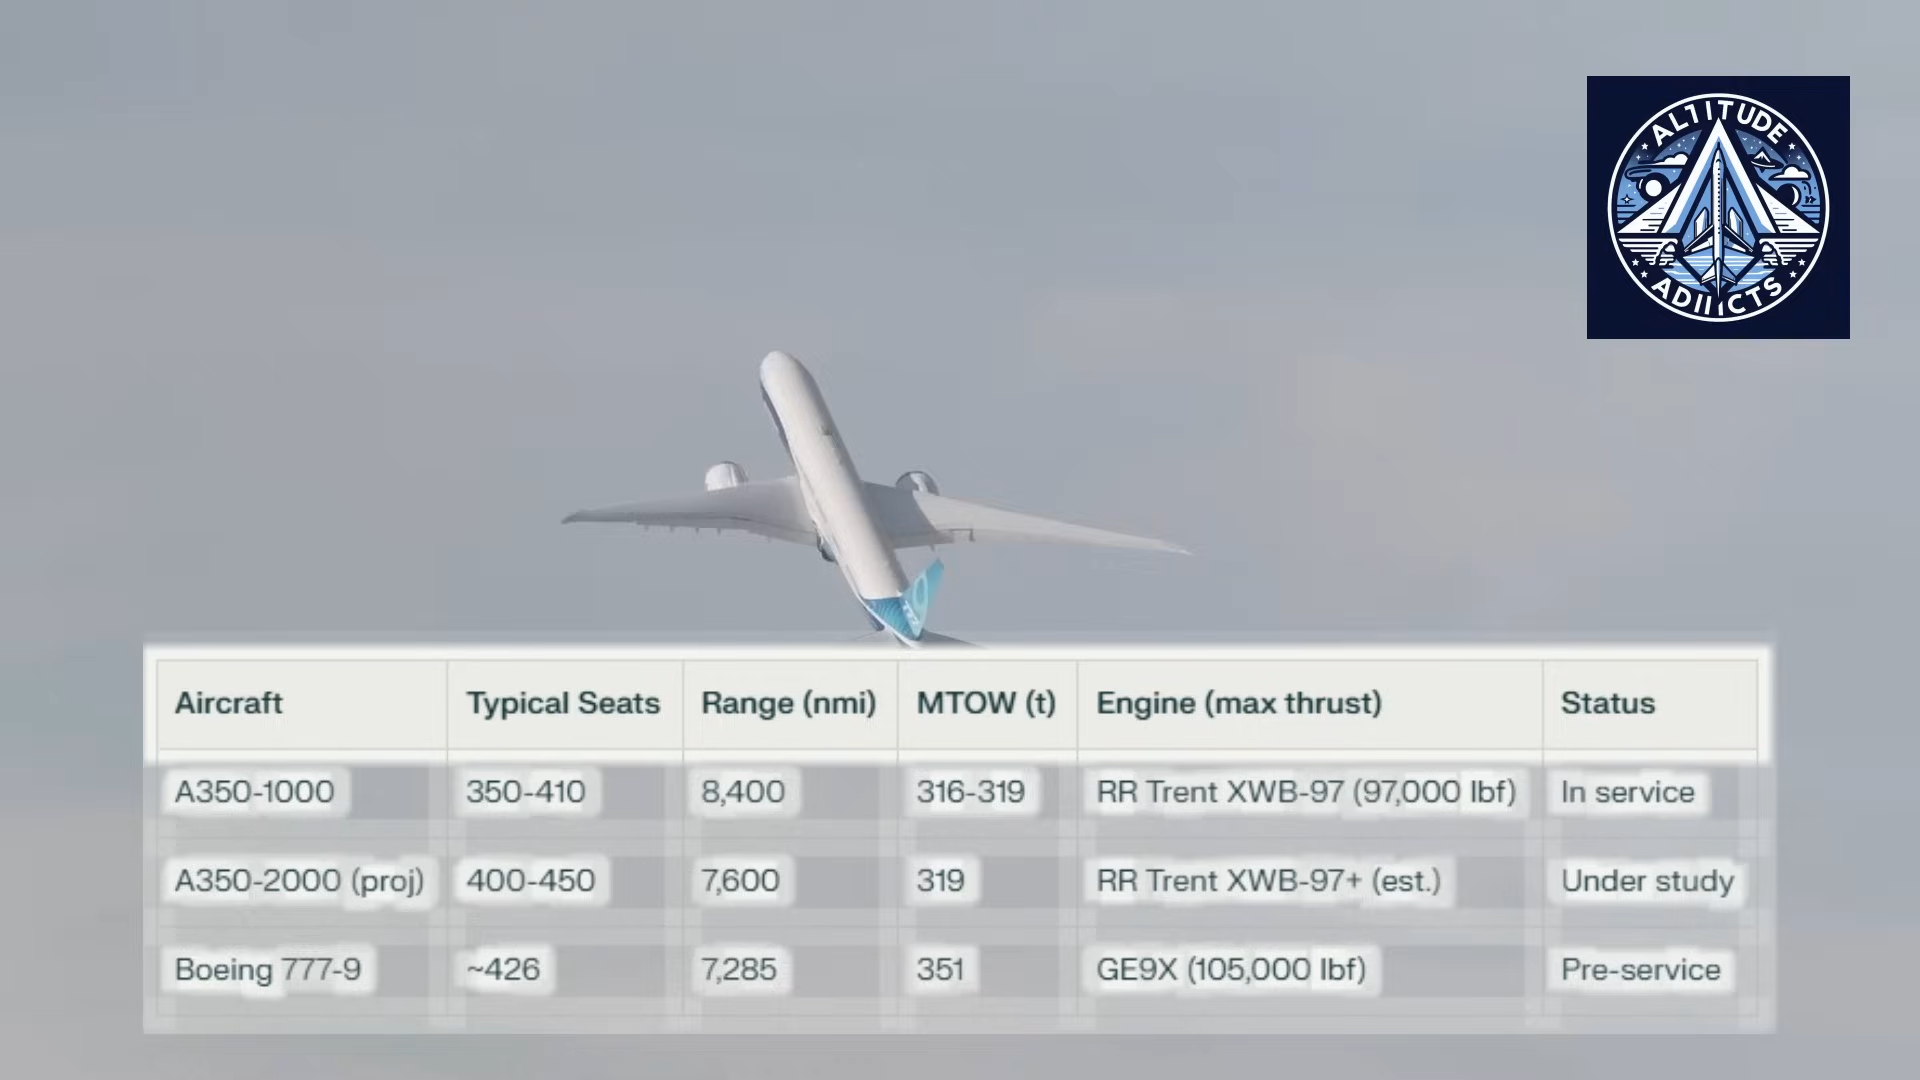 ALTITUDE
ADIICTS
Aircraft Typical Seats Range (nmi) MTOW (t) Engine (max thrust) Status
A350-1000 350-410 8,400 316-319 RR Trent XWB-97 (97,000 lbf) In service
A350-2000 (proj) 400-450 7,600 319 RR Trent XWB-97+ (est.) Under study
Boeing 777-9 ~426 7,285 351 GE9X (105,000 lbf) Pre-service